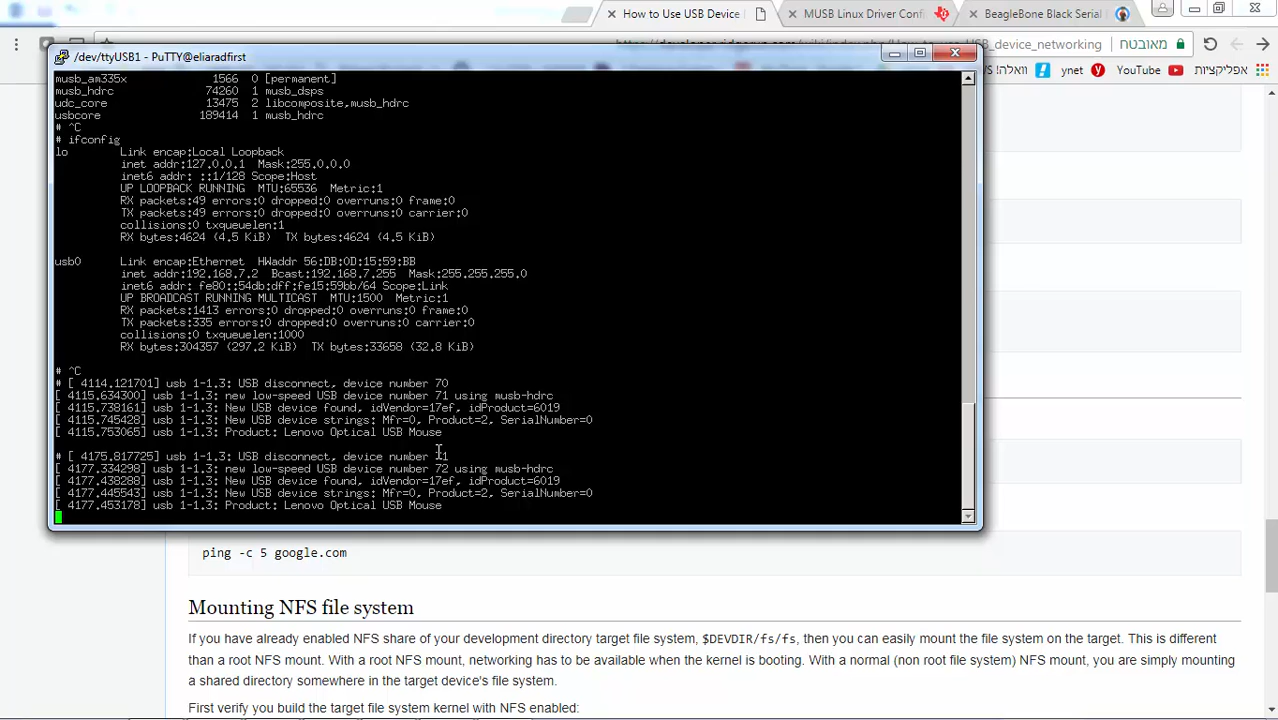 How to Use USB Device
MUSB Linux Driver Confi
BeagleBone Black Serial
מאובטח
USB_device_networking
אפליקציות
YouTube
ynet
וואלה!
/dev/ttyUSB1 - PuTTY@eliaradfirst
musb_am335x 1566 0 [permanent]
musb_hdrc 74260 1 musb_dsps
udc_core 13475 2 libcomposite,musb_hdrc
usbcore 189414 1 musb_hdrc
# ^C
# ifconfig
lo Link encap:Local Loopback
inet addr:127.0.0.1 Mask:255.0.0.0
inet6 addr: ::1/128 Scope:Host
UP LOOPBACK RUNNING MTU:65536 Metric:1
RX packets:49 errors:0 dropped:0 overruns:0 frame:0
TX packets:49 errors:0 dropped:0 overruns:0 carrier:0
collisions:0 txqueuelen:1
RX bytes:4624 (4.5 KiB) TX bytes:4624 (4.5 KiB)
usb0 Link encap:Ethernet HWaddr 56:DB:0D:15:59:BB
inet addr:192.168.7.2 Bcast:192.168.7.255 Mask:255.255.255.0
inet6 addr: fe80::54db:dff:fe15:59bb/64 Scope:Link
UP BROADCAST RUNNING MULTICAST MTU:1500 Metric:1
RX packets:1413 errors:0 dropped:0 overruns:0 frame:0
TX packets:335 errors:0 dropped:0 overruns:0 carrier:0
collisions:0 txqueuelen:1000
RX bytes:304357 (297.2 KiB) TX bytes:33658 (32.8 KiB)
# ^C
# [ 4114.121701] usb 1-1.3: USB disconnect, device number 70
[ 4115.634300] usb 1-1.3: new low-speed USB device number 71 using musb-hdrc
[ 4115.738161] usb 1-1.3: New USB device found, idVendor=17ef, idProduct=6019
[ 4115.745428] usb 1-1.3: New USB device strings: Mfr=0, Product=2, SerialNumber=0
[ 4115.753065] usb 1-1.3: Product: Lenovo Optical USB Mouse
# [ 4175.817725] usb 1-1.3: USB disconnect, device number
[ 4177.334298] usb 1-1.3: new low-speed USB device number 72 using musb-hdrc
[ 4177.438288] usb 1-1.3: New USB device found, idVendor=17ef, idProduct=6019
[ 4177.445543] usb 1-1.3: New USB device strings: Mfr=0, Product=2, SerialNumber=0
[ 4177.453178] usb 1-1.3: Product: Lenovo Optical USB Mouse
ping -c 5 google.com
Mounting NFS file system
If you have already enabled NFS share of your development directory target file system, $DEVDIR/fs/fs, then you can easily mount the file system on the target. This is different
than a root NFS mount. With a root NFS mount, networking has to be available when the kernel is booting. With a normal (non root file system) NFS mount, you are simply mounting
a shared directory somewhere in the target device's file system.
First verify you build the target file system kernel with NFS enabled: